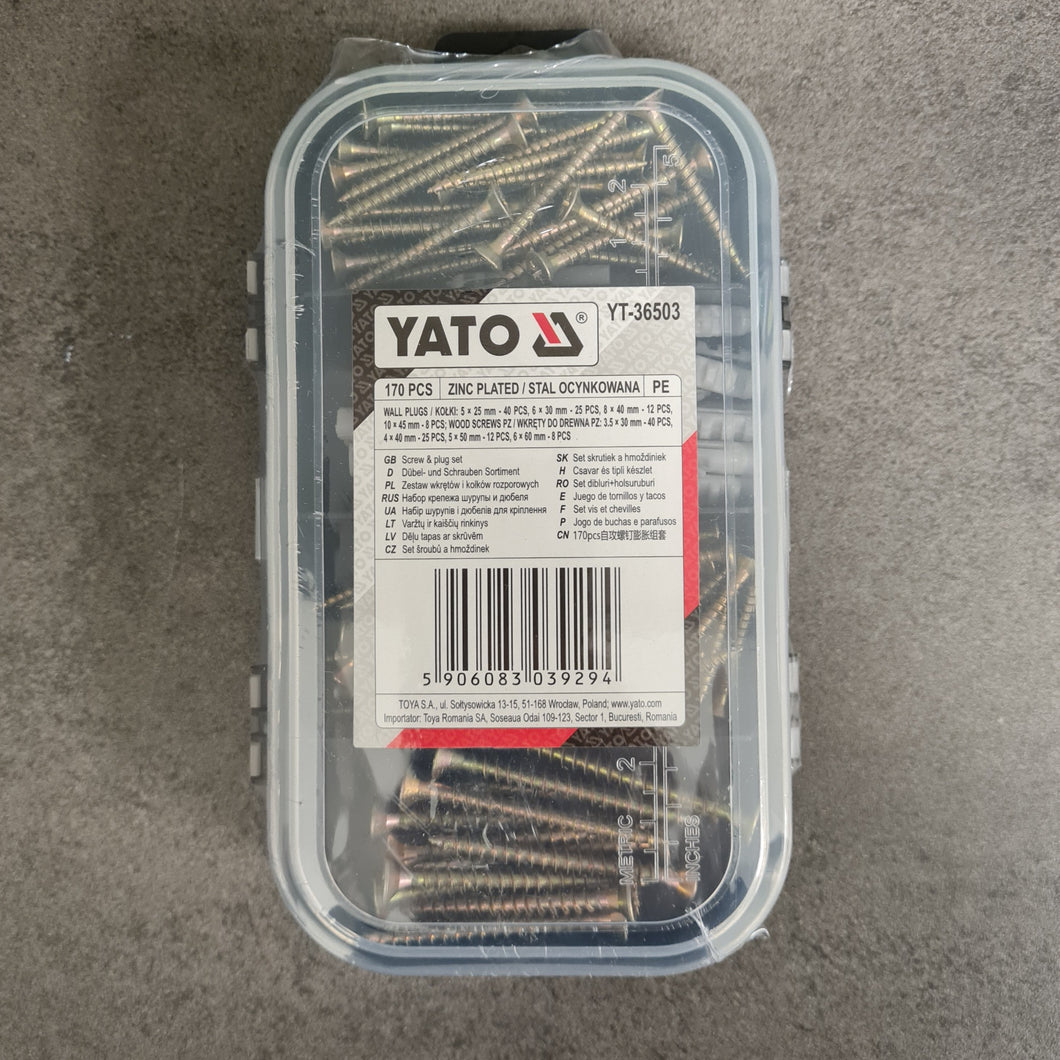 5
2
1
YATO ®
YT-36503
170 PCS ZINC PLATED / STAL OCYNKOWANA PE
WALL PLUGS / KOŁKI: 5 × 25 mm - 40 PCS, 6 × 30 mm - 25 PCS, 8 × 40 mm - 12 PCS,
10 × 45 mm - 8 PCS; WOOD SCREWS PZ / WKRĘTY DO DREWNA PZ: 3.5 × 30 mm - 40 PCS,
4 × 40 mm - 25 PCS, 5 × 50 mm - 12 PCS, 6 × 60 mm - 8 PCS
GB Screw & plug set
D Dübel- und Schrauben Sortiment
PL Zestaw wkrętów i kołków rozporowych
RUS Набор крепежа шурупы и дюбеля
UA Набір шурупів і дюбелів для кріплення
LT Varžtų ir kaiščių rinkinys
LV Dēļu tapas ar skrūvēm
CZ Set šroubů a hmoždinek
SK Set skrutiek a hmoždiniek
H Csavar és tipli készlet
RO Set dibluri+holsuruburi
E Juego de tornillos y tacos
F Set vis et chevilles
P Jogo de buchas e parafusos
CN 170pcs自攻螺钉膨胀组套
5 906083 039294
TOYA S.A., ul. Sołtysowicka 13-15, 51-168 Wrocław, Poland; www.yato.com
Importator: Toya Romania SA, Soseaua Odai 109-123, Sector 1, Bucuresti, Romania
2
1
METRIC
INCHES